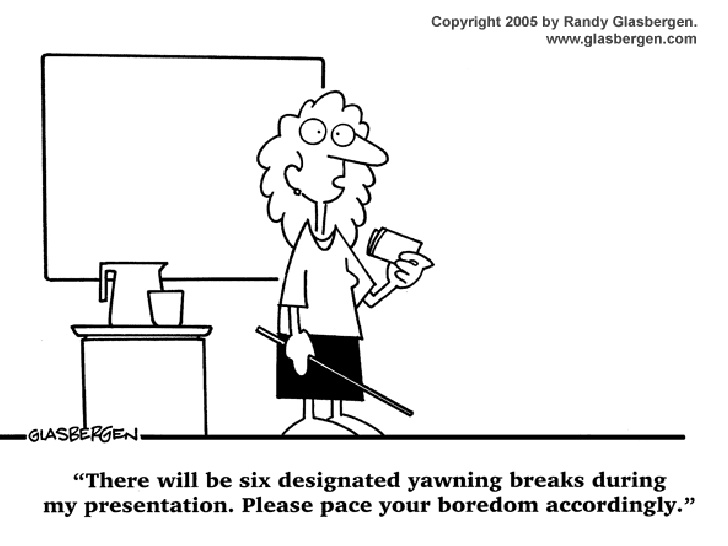 Copyright 2005 by Randy Glasbergen.
www.glasbergen.com
GLASBERGEN
“There will be six designated yawning breaks during
my presentation. Please pace your boredom accordingly.”